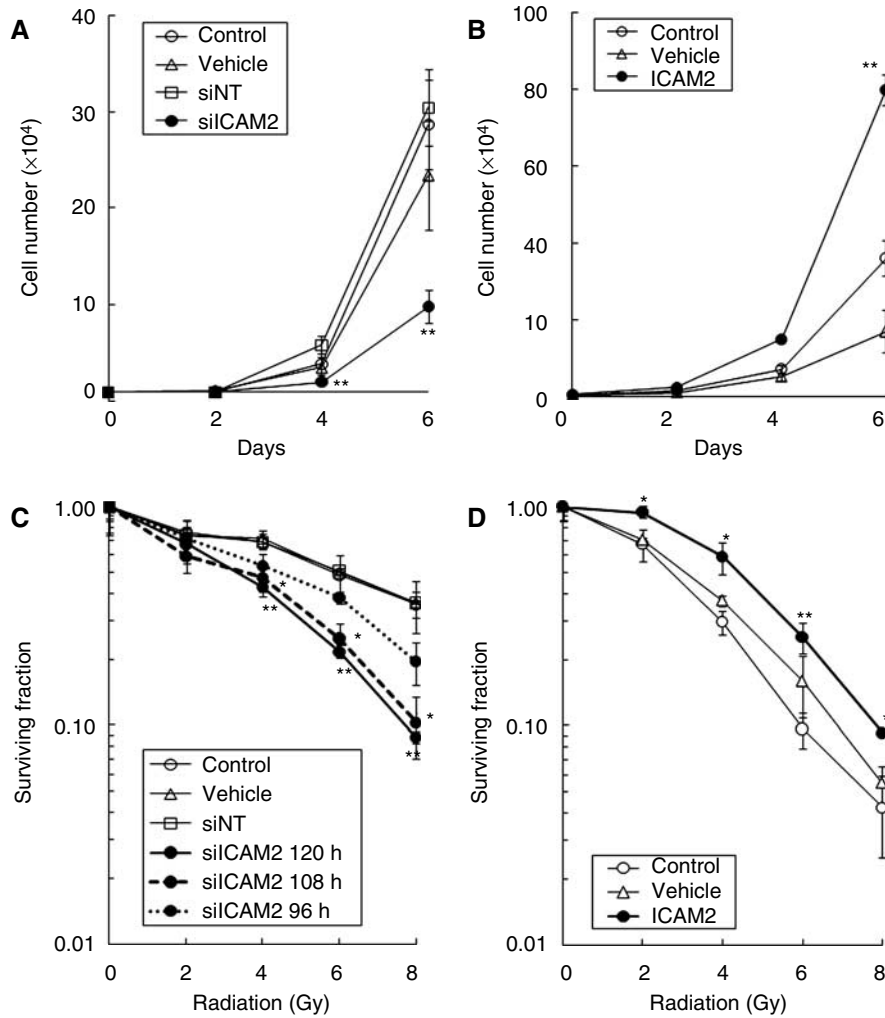 A
Control
Vehicle
siNT
siICAM2
Cell number (×10⁴)
40
30
20
10
0
**
**
0 2 4 6
Days
B
Control
Vehicle
ICAM2
Cell number (×10⁴)
100
80
40
10
0
**
0 2 4 6
Days
C
Surviving fraction
1.00
0.10
0.01
*
**
*
**
*
**
Control
Vehicle
siNT
siICAM2 120 h
siICAM2 108 h
siICAM2 96 h
0 2 4 6 8
Radiation (Gy)
D
Surviving fraction
1.00
0.10
0.01
*
*
**
*
Control
Vehicle
ICAM2
0 2 4 6 8
Radiation (Gy)